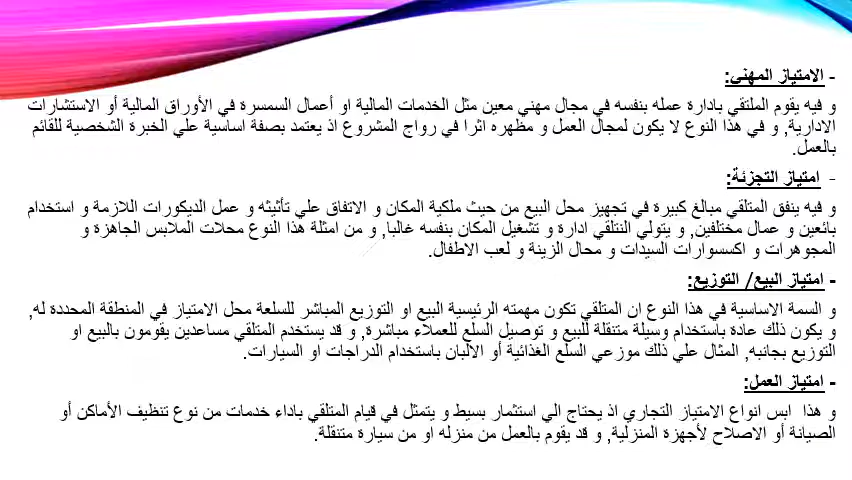 - الامتياز المهني:
و فيه يقوم الملتقي بادارة عمله بنفسه في مجال مهني معين مثل الخدمات المالية او أعمال السمسرة في الأوراق المالية أو الاستشارات
الادارية, و في هذا النوع لا يكون لمجال العمل و مظهره اثرا في رواج المشروع اذ يعتمد بصفة اساسية علي الخبرة الشخصية للقائم
بالعمل.
- امتياز التجزئة:
و فيه ينفق المتلقي مبالغ كبيرة في تجهيز محل البيع من حيث ملكية المكان و الاتفاق علي تأثيثه و عمل الديكورات اللازمة و استخدام
بائعين و عمال مختلفين, و يتولي النتلقي ادارة و تشغيل المكان بنفسه غالبا, و من امثلة هذا النوع محلات الملابس الجاهزة و
المجوهرات و اكسسوارات السيدات و محال الزينة و لعب الاطفال.
- امتياز البيع/ التوزيع:
و السمة الاساسية في هذا النوع ان المتلقي تكون مهمته الرئيسية البيع او التوزيع المباشر للسلعة محل الامتياز في المنطقة المحددة له,
و يكون ذلك عادة باستخدام وسيلة متنقلة للبيع و توصيل السلع للعملاء مباشرة, و قد يستخدم المتلقي مساعدين يقومون بالبيع او
التوزيع بجانبه, المثال علي ذلك موزعي السلع الغذائية أو الألبان باستخدام الدراجات او السيارات.
- امتياز العمل:
و هذا ابس انواع الامتياز التجاري اذ يحتاج الي استثمار بسيط و يتمثل في قيام المتلقي باداء خدمات من نوع تنظيف الأماكن أو
الصيانة أو الاصلاح لأجهزة المنزلية, و قد يقوم بالعمل من منزله او من سيارة متنقلة.